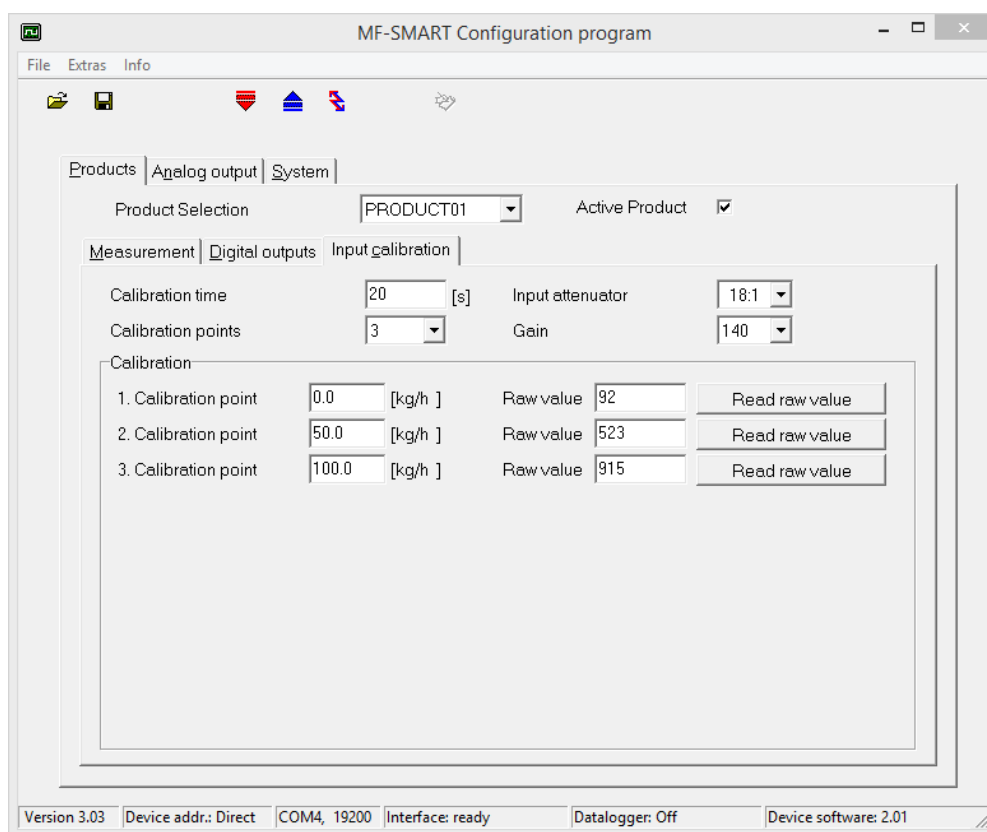 MF-SMART Configuration program
File Extras Info
Products Analog output System
Product Selection PRODUCT01 Active Product
Measurement Digital outputs Input calibration
Calibration time 20 [s] Input attenuator 18:1
Calibration points 3 Gain 140
Calibration
1. Calibration point 0.0 [kg/h ] Raw value 92 Read raw value
2. Calibration point 50.0 [kg/h ] Raw value 523 Read raw value
3. Calibration point 100.0 [kg/h ] Raw value 915 Read raw value
Version 3.03 Device addr.: Direct COM4, 19200 Interface: ready Datalogger: Off Device software: 2.01